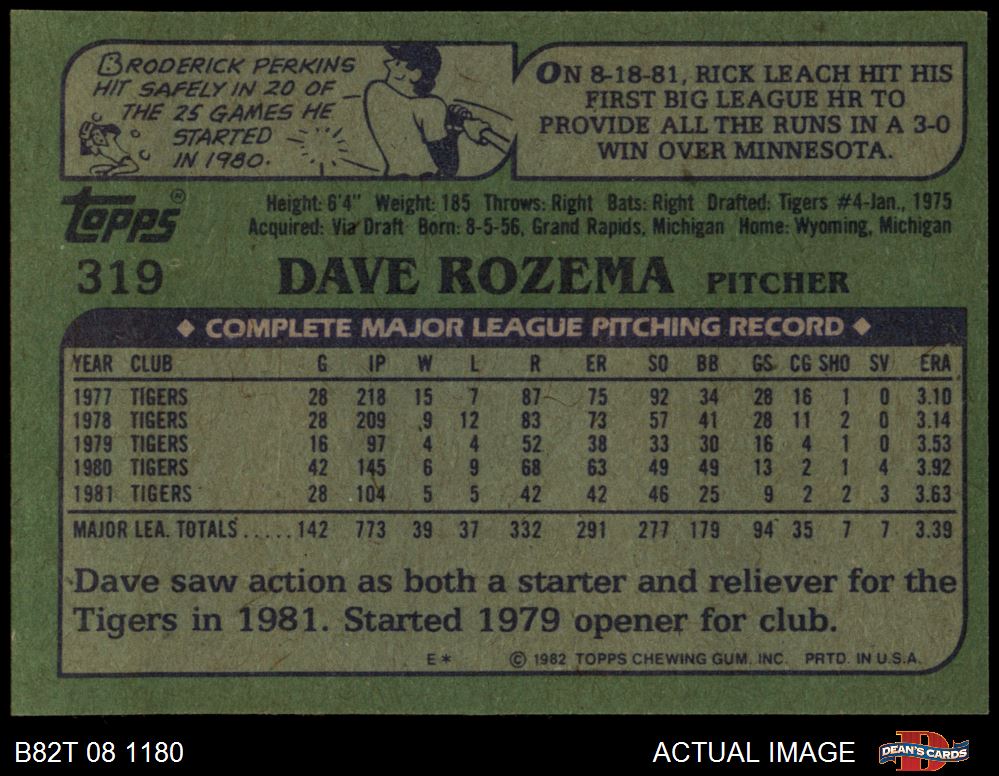 BRODERICK PERKINS
HIT SAFELY IN 20 OF
THE 25 GAMES HE
STARTED
IN 1980.
ON 8-18-81, RICK LEACH HIT HIS
FIRST BIG LEAGUE HR TO
PROVIDE ALL THE RUNS IN A 3-0
WIN OVER MINNESOTA.
topps®
Height: 6'4" Weight: 185 Throws: Right Bats: Right Drafted: Tigers #4-Jan., 1975
Acquired: Via Draft Born: 8-5-56, Grand Rapids, Michigan Home: Wyoming, Michigan
319 DAVE ROZEMA PITCHER
◆ COMPLETE MAJOR LEAGUE PITCHING RECORD ◆
YEAR CLUB G IP W L R ER SO BB GS CG SHO SV ERA
1977 TIGERS 28 218 15 7 87 75 92 34 28 16 1 0 3.10
1978 TIGERS 28 209 9 12 83 73 57 41 28 11 2 0 3.14
1979 TIGERS 16 97 4 4 52 38 33 30 16 4 1 0 3.53
1980 TIGERS 42 145 6 9 68 63 49 49 13 2 1 4 3.92
1981 TIGERS 28 104 5 5 42 42 46 25 9 2 2 3 3.63
MAJOR LEA. TOTALS.....142 773 39 37 332 291 277 179 94 35 7 7 3.39
Dave saw action as both a starter and reliever for the
Tigers in 1981. Started 1979 opener for club.
E* © 1982 TOPPS CHEWING GUM, INC. PRTD. IN U.S.A.
B82T 08 1180 ACTUAL IMAGE DEAN'S CARDS